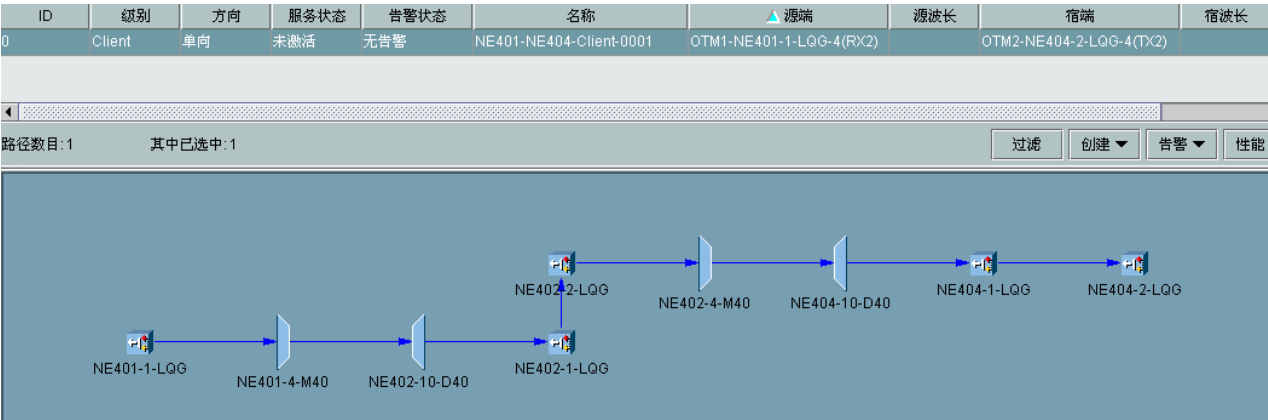 ID 级别 方向 服务状态 告警状态 名称 源端 源波长 宿端 宿波长
0 Client 单向 未激活 无告警 NE401-NE404-Client-0001 OTM1-NE401-1-LQG-4(RX2) OTM2-NE404-2-LQG-4(TX2)
路径数目:1 其中已选中:1 过滤 创建 告警 性能
NE402-2-LQG NE402-4-M40 NE404-10-D40 NE404-1-LQG NE404-2-LQG
NE401-1-LQG NE401-4-M40 NE402-10-D40 NE402-1-LQG